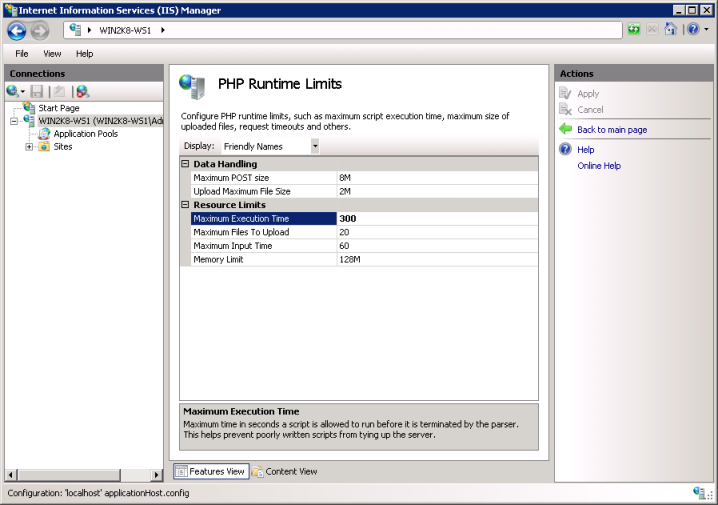 Internet Information Services (IIS) Manager
WIN2K8-WS1
File View Help
Connections
Start Page
WIN2K8-WS1 (WIN2K8-WS1\Adı
Application Pools
Sites
PHP Runtime Limits
Configure PHP runtime limits, such as maximum script execution time, maximum size of
uploaded files, request timeouts and others.
Display: Friendly Names
Data Handling
Maximum POST size 8M
Upload Maximum File Size 2M
Resource Limits
Maximum Execution Time 300
Maximum Files To Upload 20
Maximum Input Time 60
Memory Limit 128M
Maximum Execution Time
Maximum time in seconds a script is allowed to run before it is terminated by the parser.
This helps prevent poorly written scripts from tying up the server.
Features View Content View
Actions
Apply
Cancel
Back to main page
Help
Online Help
Configuration: 'localhost' applicationHost.config